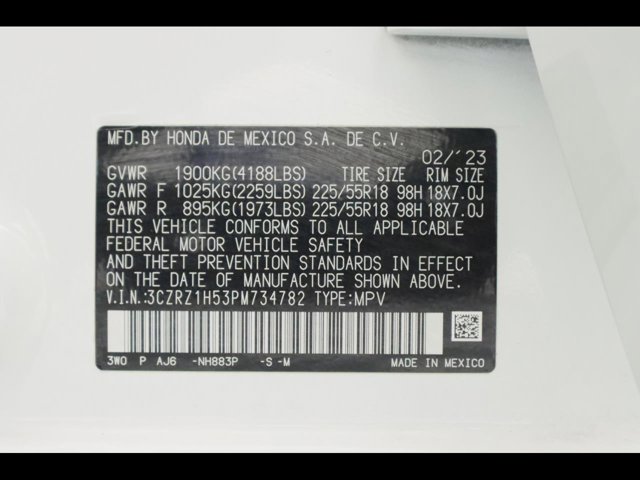 MFD.BY HONDA DE MEXICO S.A. DE C.V.
02/'23
GVWR 1900KG(4188LBS) TIRE SIZE RIM SIZE
GAWR F 1025KG(2259LBS) 225/55R18 98H 18X7.0J
GAWR R 895KG(1973LBS) 225/55R18 98H 18X7.0J
THIS VEHICLE CONFORMS TO ALL APPLICABLE
FEDERAL MOTOR VEHICLE SAFETY
AND THEFT PREVENTION STANDARDS IN EFFECT
ON THE DATE OF MANUFACTURE SHOWN ABOVE.
V.I.N.:3CZRZ1H53PM734782 TYPE:MPV
3W0 P AJ6 -NH883P -S -M MADE IN MEXICO